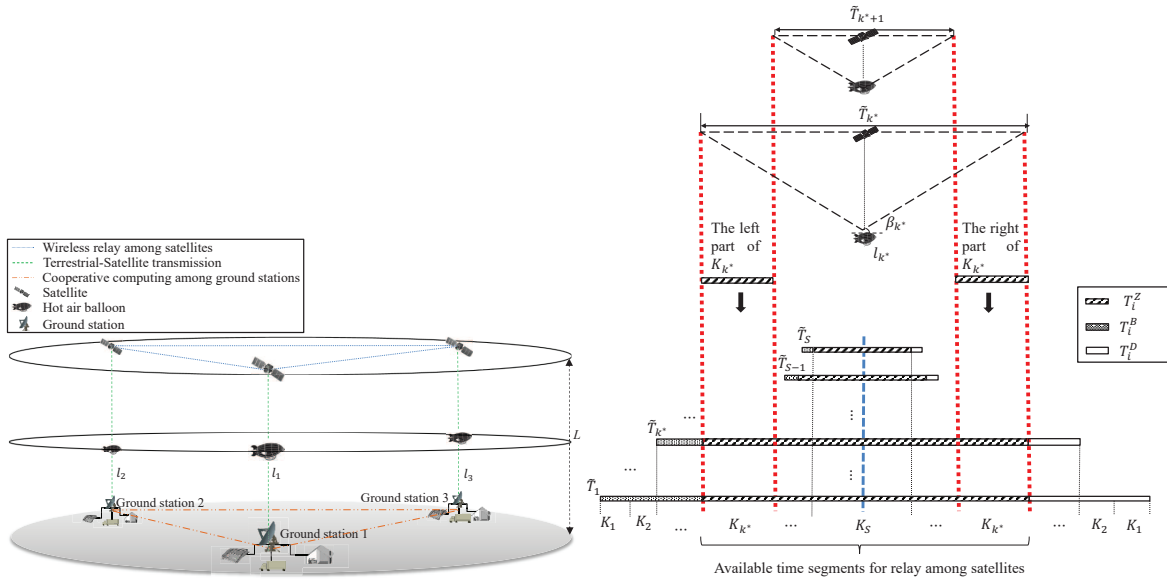 Wireless relay among satellites
Terrestrial-Satellite transmission
Cooperative computing among ground stations
Satellite
Hot air balloon
Ground station
L
l₂
l₁
l₃
Ground station 2
Ground station 3
Ground station 1
T̃ₖ*₊₁
T̃ₖ*
βₖ*
lₖ*
The left
part of
Kₖ*
The right
part of
Kₖ*
Tᵢᶻ
Tᵢᴮ
Tᵢᴰ
T̃_S
T̃_{S−1}
⋮
... T̃ₖ* 
... ⋮
T̃₁
K₁ K₂ ... Kₖ* ... K_S ... Kₖ* ... K₂ K₁
Available time segments for relay among satellites